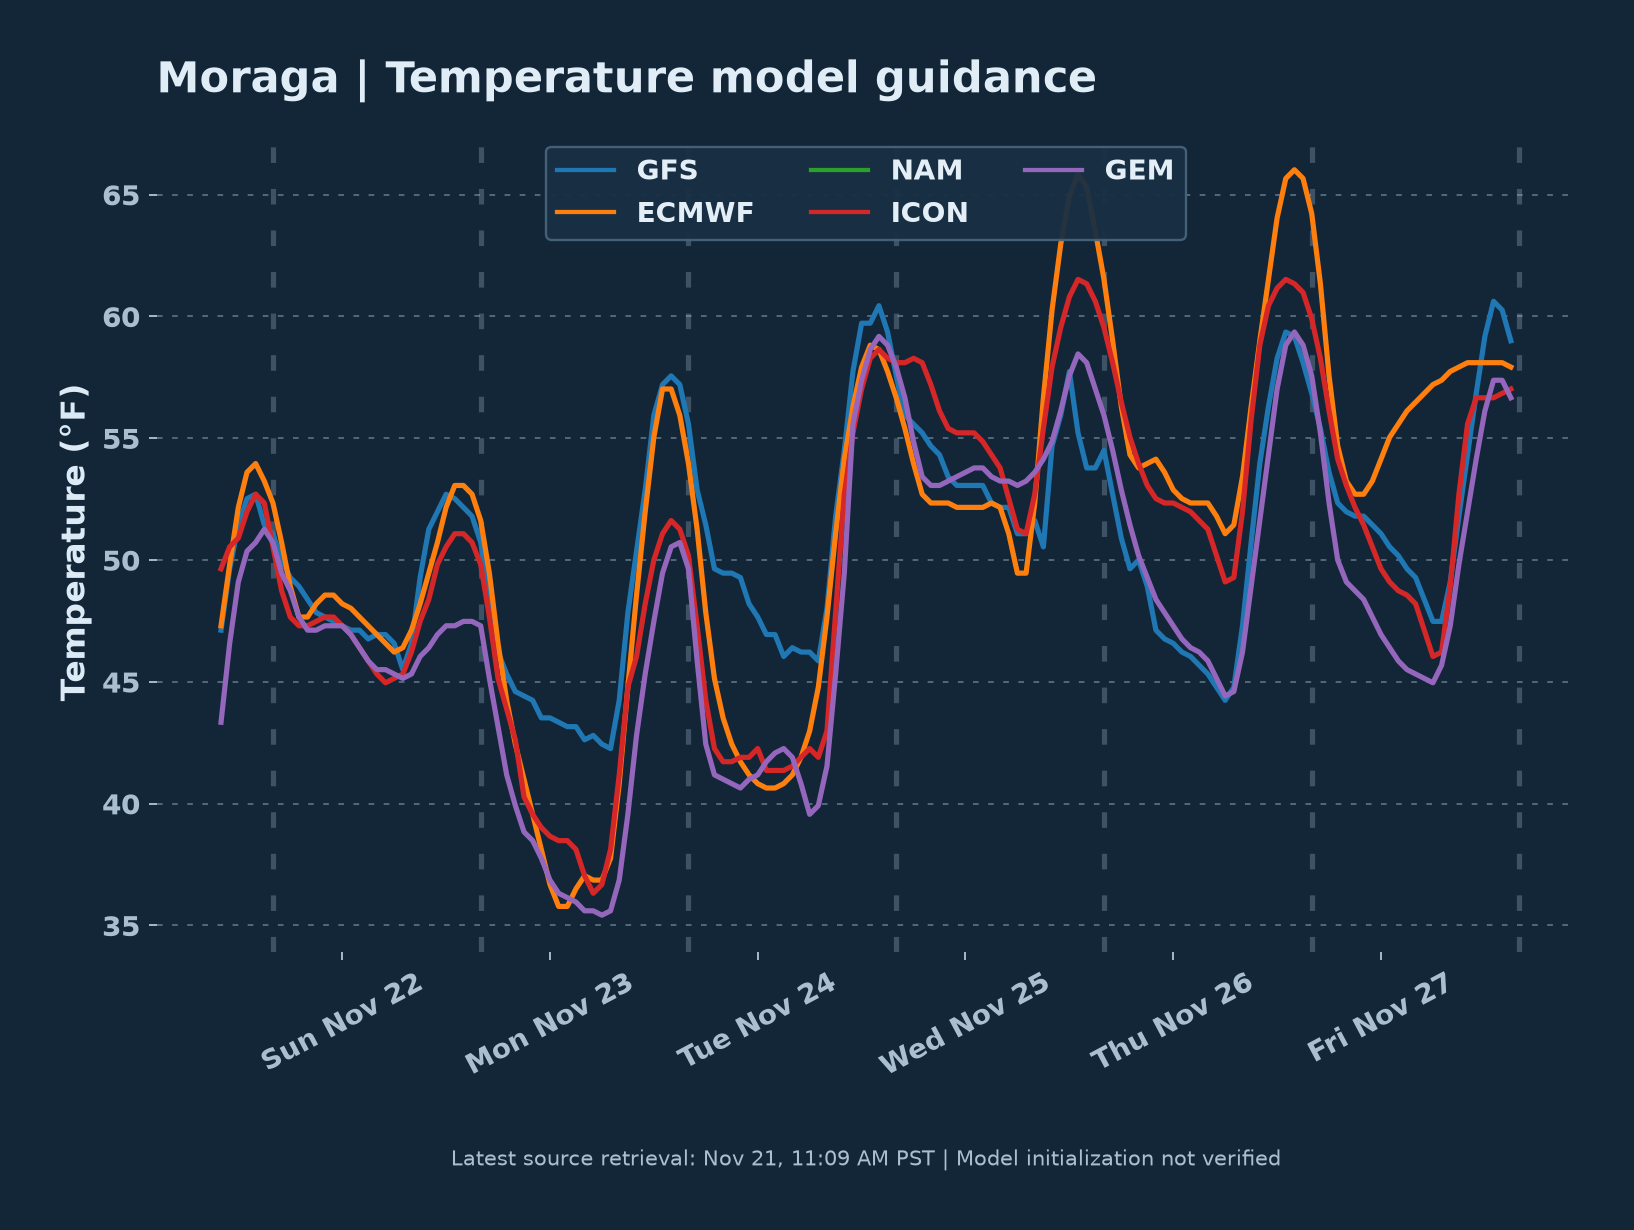 Moraga | Temperature model guidance
GFS NAM GEM
ECMWF ICON
Temperature (°F)
65
60
55
50
45
40
35
Sun Nov 22
Mon Nov 23
Tue Nov 24
Wed Nov 25
Thu Nov 26
Fri Nov 27
Latest source retrieval: Nov 21, 11:09 AM PST | Model initialization not verified